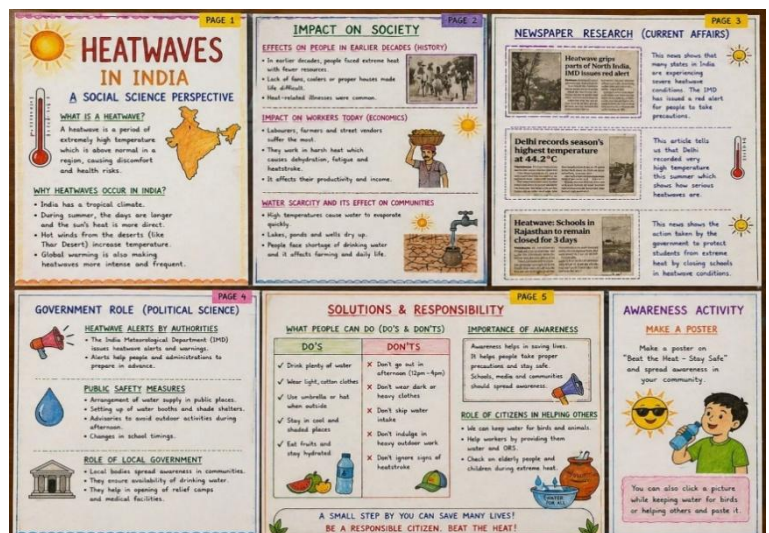 PAGE 1
HEATWAVES
IN INDIA
A SOCIAL SCIENCE PERSPECTIVE
WHAT IS A HEATWAVE?
A heatwave is a period of
extremely high temperature
which is above normal in a
region, causing discomfort
and health risks.
WHY HEATWAVES OCCUR IN INDIA?
• India has a tropical climate.
• During summer, the days are longer
and the sun's heat is more direct.
• Hot winds from the deserts (like
Thar Desert) increase temperature.
• Global warming is also making
heatwaves more intense and frequent.
PAGE 2
IMPACT ON SOCIETY
EFFECTS ON PEOPLE IN EARLIER DECADES (HISTORY)
• In earlier decades, people faced extreme heat
with fewer resources.
• Lack of fans, coolers or proper houses made
life difficult.
• Heat-related illnesses were common.
IMPACT ON WORKERS TODAY (ECONOMICS)
• Labourers, farmers and street vendors
suffer the most.
• They work in harsh heat which
causes dehydration, fatigue and
heatstroke.
• It affects their productivity and income.
WATER SCARCITY AND ITS EFFECT ON COMMUNITIES
• High temperatures cause water to evaporate
quickly.
• Lakes, ponds and wells dry up.
• People face shortage of drinking water
and it affects farming and daily life.
PAGE 3
NEWSPAPER RESEARCH (CURRENT AFFAIRS)
Heatwave grips
parts of North India,
IMD issues red alert
This news shows that
many states in India
are experiencing
severe heatwave
conditions. The IMD
has issued a red alert
for people to take
precautions.
Delhi records season's
highest temperature
at 44.2°C
This article tells
us that Delhi
recorded very
high temperature
this summer which
shows how serious
heatwaves are.
Heatwave: Schools in
Rajasthan to remain
closed for 3 days
This news shows the
action taken by the
government to protect
students from extreme
heat by closing schools
in heatwave conditions.
PAGE 4
GOVERNMENT ROLE (POLITICAL SCIENCE)
HEATWAVE ALERTS BY AUTHORITIES
• The India Meteorological Department (IMD)
issues heatwave alerts and warnings.
• Alerts help people and administrations to
prepare in advance.
PUBLIC SAFETY MEASURES
• Arrangement of water supply in public places.
• Setting up of water booths and shade shelters.
• Advisories to avoid outdoor activities during
afternoon.
• Changes in school timings.
ROLE OF LOCAL GOVERNMENT
• Local bodies spread awareness in communities.
• They ensure availability of drinking water.
• They help in opening of relief camps
and medical facilities.
PAGE 5
SOLUTIONS & RESPONSIBILITY
WHAT PEOPLE CAN DO (DO'S & DON'TS)
DO'S
✓ Drink plenty of water
✓ Wear light, cotton clothes
✓ Use umbrella or hat
when outside
✓ Stay in cool and
shaded places
✓ Eat fruits and
stay hydrated
DON'TS
✗ Don't go out in
afternoon (12pm-4pm)
✗ Don't wear dark or
heavy clothes
✗ Don't skip water
intake
✗ Don't indulge in
heavy outdoor work
✗ Don't ignore signs of
heatstroke
IMPORTANCE OF AWARENESS
Awareness helps in saving lives.
It helps people take proper
precautions and stay safe.
Schools, media and communities
should spread awareness.
ROLE OF CITIZENS IN HELPING OTHERS
• We can keep water for birds and animals.
• Help workers by providing them
water and ORS.
• Check on elderly people and
children during extreme heat.
WATER
FOR ALL
A SMALL STEP BY YOU CAN SAVE MANY LIVES!
BE A RESPONSIBLE CITIZEN. BEAT THE HEAT!
AWARENESS ACTIVITY
MAKE A POSTER
Make a poster on
"Beat the Heat - Stay Safe"
and spread awareness in
your community.
You can also click a picture
while keeping water for birds
or helping others and paste it.